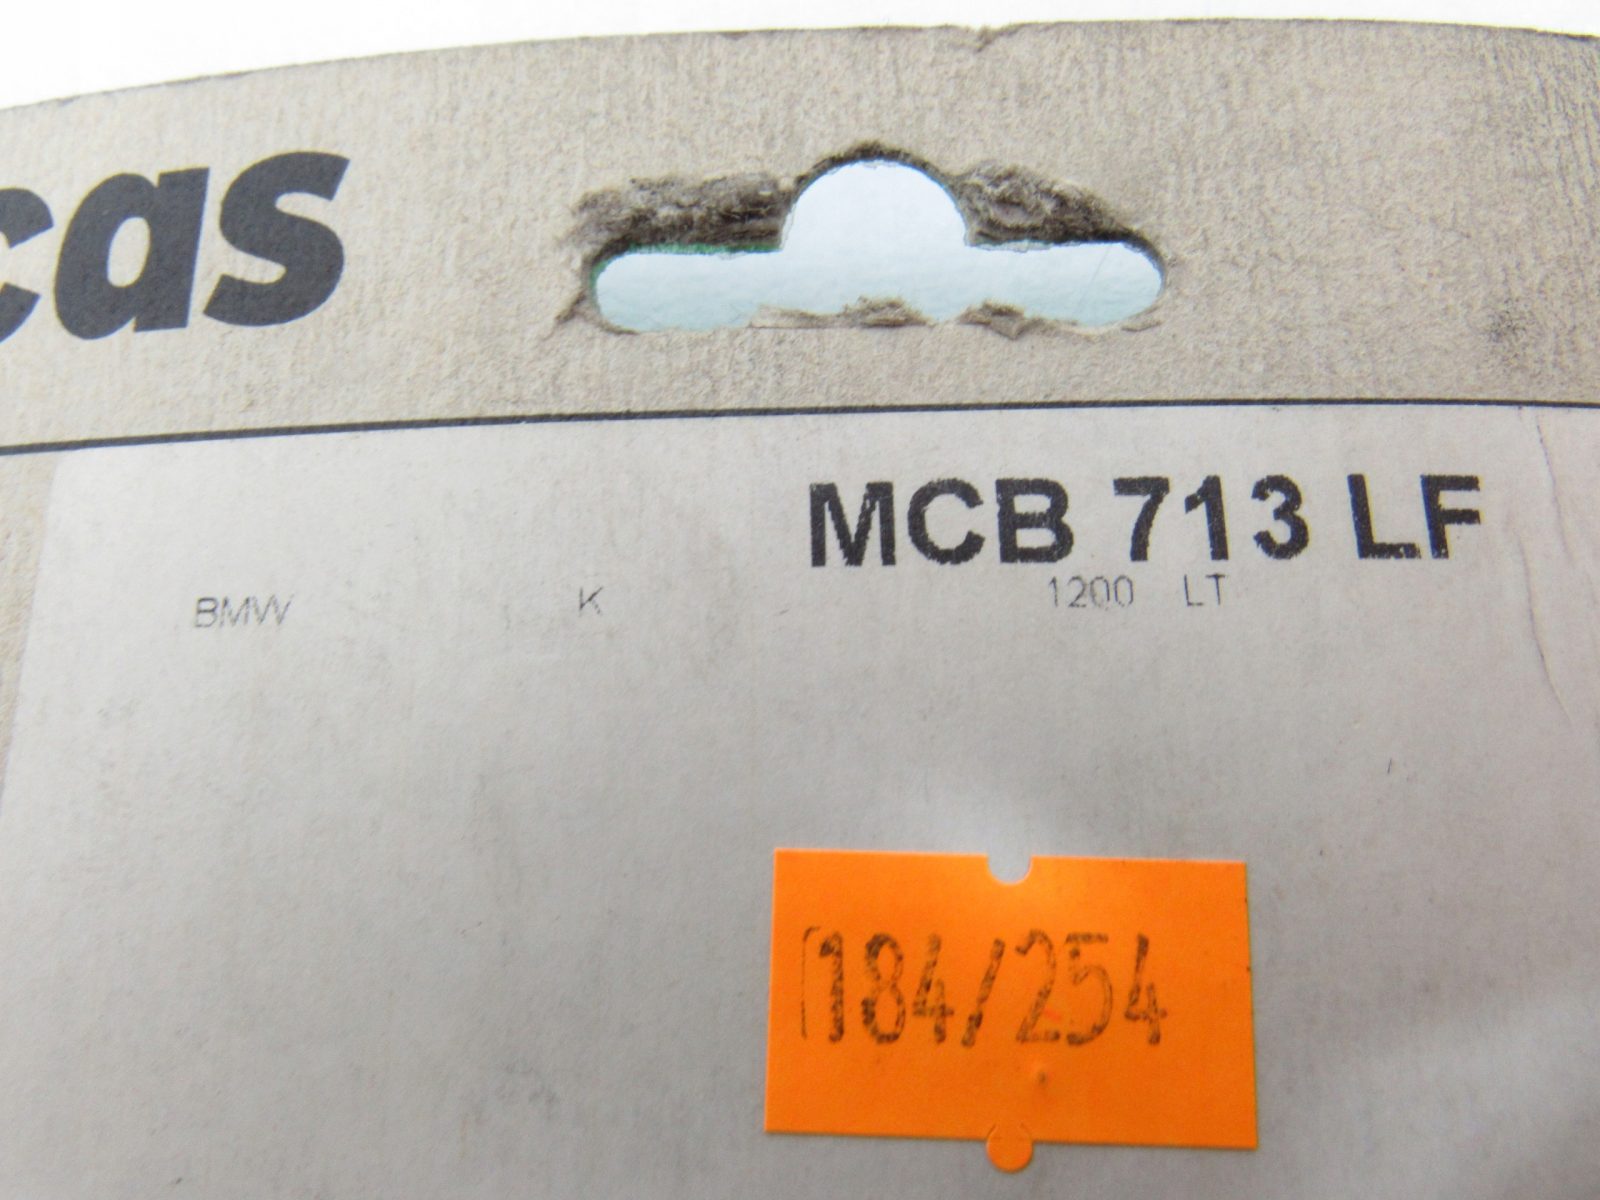 cas
MCB 713 LF
BMW K 1200 LT
184/254